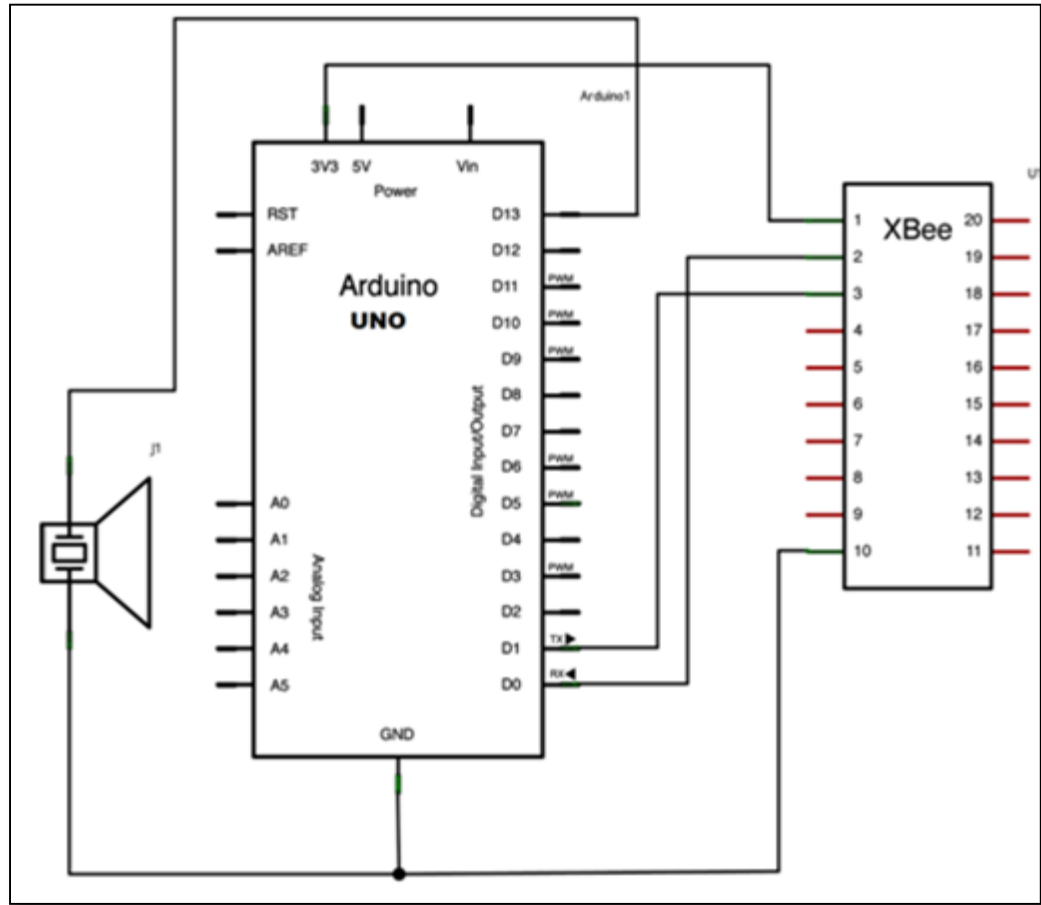 Arduino1
3V3 5V Vin
Power
RST
AREF
Arduino
UNO
A0
A1
A2
A3
A4
A5
Analog Input
Digital Input/Output
D13
D12
D11 PWM
D10 PWM
D9 PWM
D8
D7
D6 PWM
D5 PWM
D4
D3 PWM
D2
D1 TX
D0 RX
GND
J1
XBee
1 20
2 19
3 18
4 17
5 16
6 15
7 14
8 13
9 12
10 11